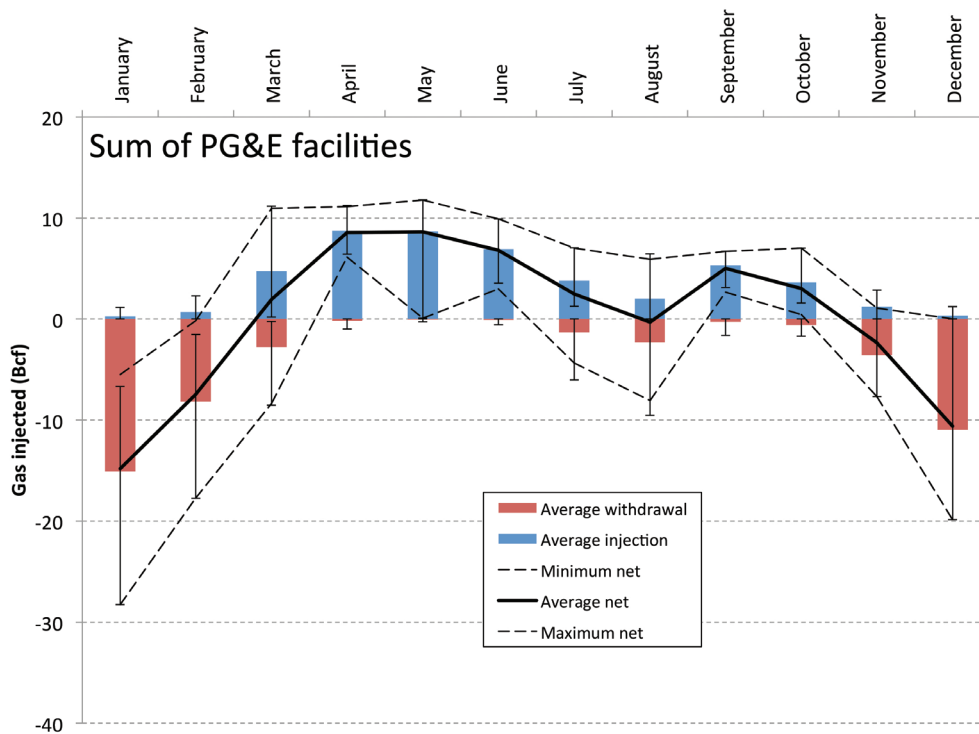 January
February
March
April
May
June
July
August
September
October
November
December
20
Sum of PG&E facilities
10
0
-10
-20
-30
-40
Gas injected (Bcf)
Average withdrawal
Average injection
Minimum net
Average net
Maximum net